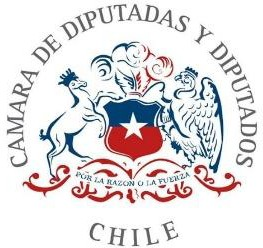 CAMARA DE DIPUTADAS Y DIPUTADOS
POR LA RAZON O LA FUERZA
CHILE